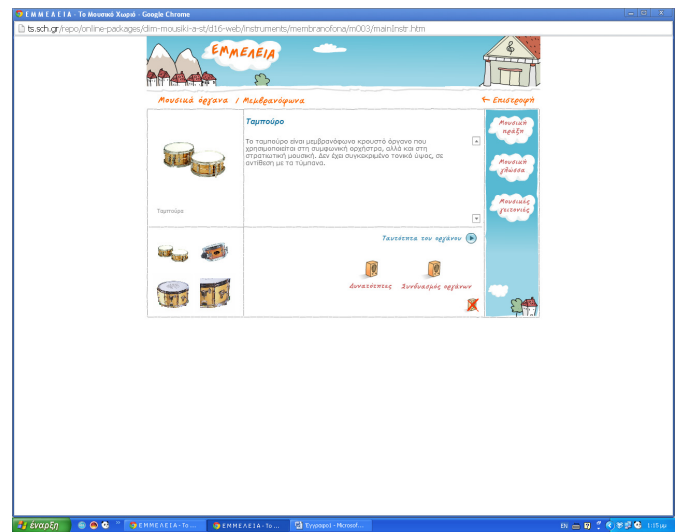 Ε Μ Μ Ε Λ Ε Ι Α - Το Μουσικό Χωριό - Google Chrome
ts.sch.gr/repo/online-packages/dim-mousiki-a-st/d16-web/instruments/membranofona/m003/mainInstr.htm
ΕΜΜΕΛΕΙΑ
Μουσικά όργανα / Μεμβρανόφωνα
← Επιστροφή
Ταμπούρο
Το ταμπούρο είναι μεμβρανόφωνο κρουστό όργανο που
χρησιμοποιείται στη συμφωνική ορχήστρα, αλλά και στη
στρατιωτική μουσική. Δεν έχει συγκεκριμένο τονικό ύψος, σε
αντίθεση με τα τύμπανα.
Ταμπούρο
Μουσική
πράξη
Μουσική
γλώσσα
Μουσικές
γειτονιές
Ταυτότητα του οργάνου
Δυνατότητες
Συνδυασμός οργάνων
έναρξη
Ε Μ Μ Ε Λ Ε Ι Α - Το ...
Ε Μ Μ Ε Λ Ε Ι Α - Το ...
Έγγραφο1 - Microsof...
EN
1:15 μμ